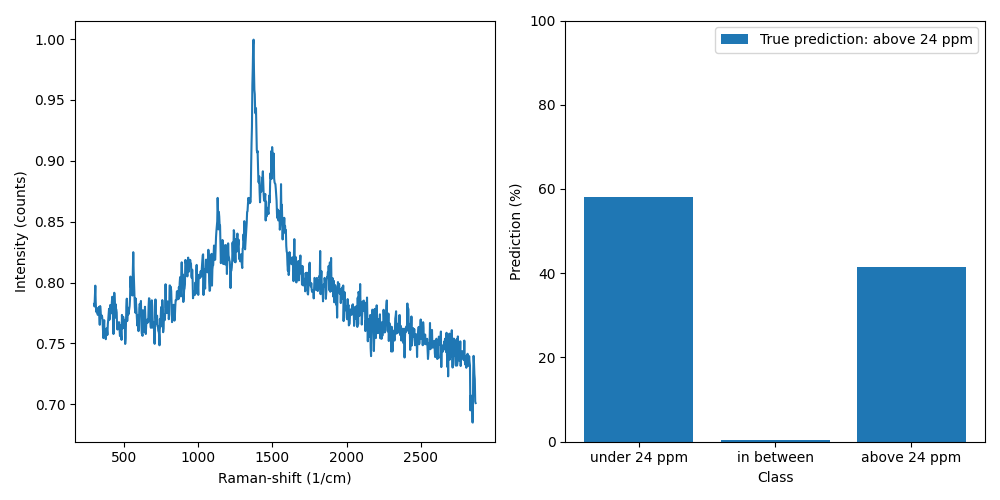 1.00
0.95
0.90
0.85
0.80
0.75
0.70
Intensity (counts)
500 1000 1500 2000 2500
Raman-shift (1/cm)
100
80
60
40
20
0
Prediction (%)
True prediction: above 24 ppm
under 24 ppm in between above 24 ppm
Class